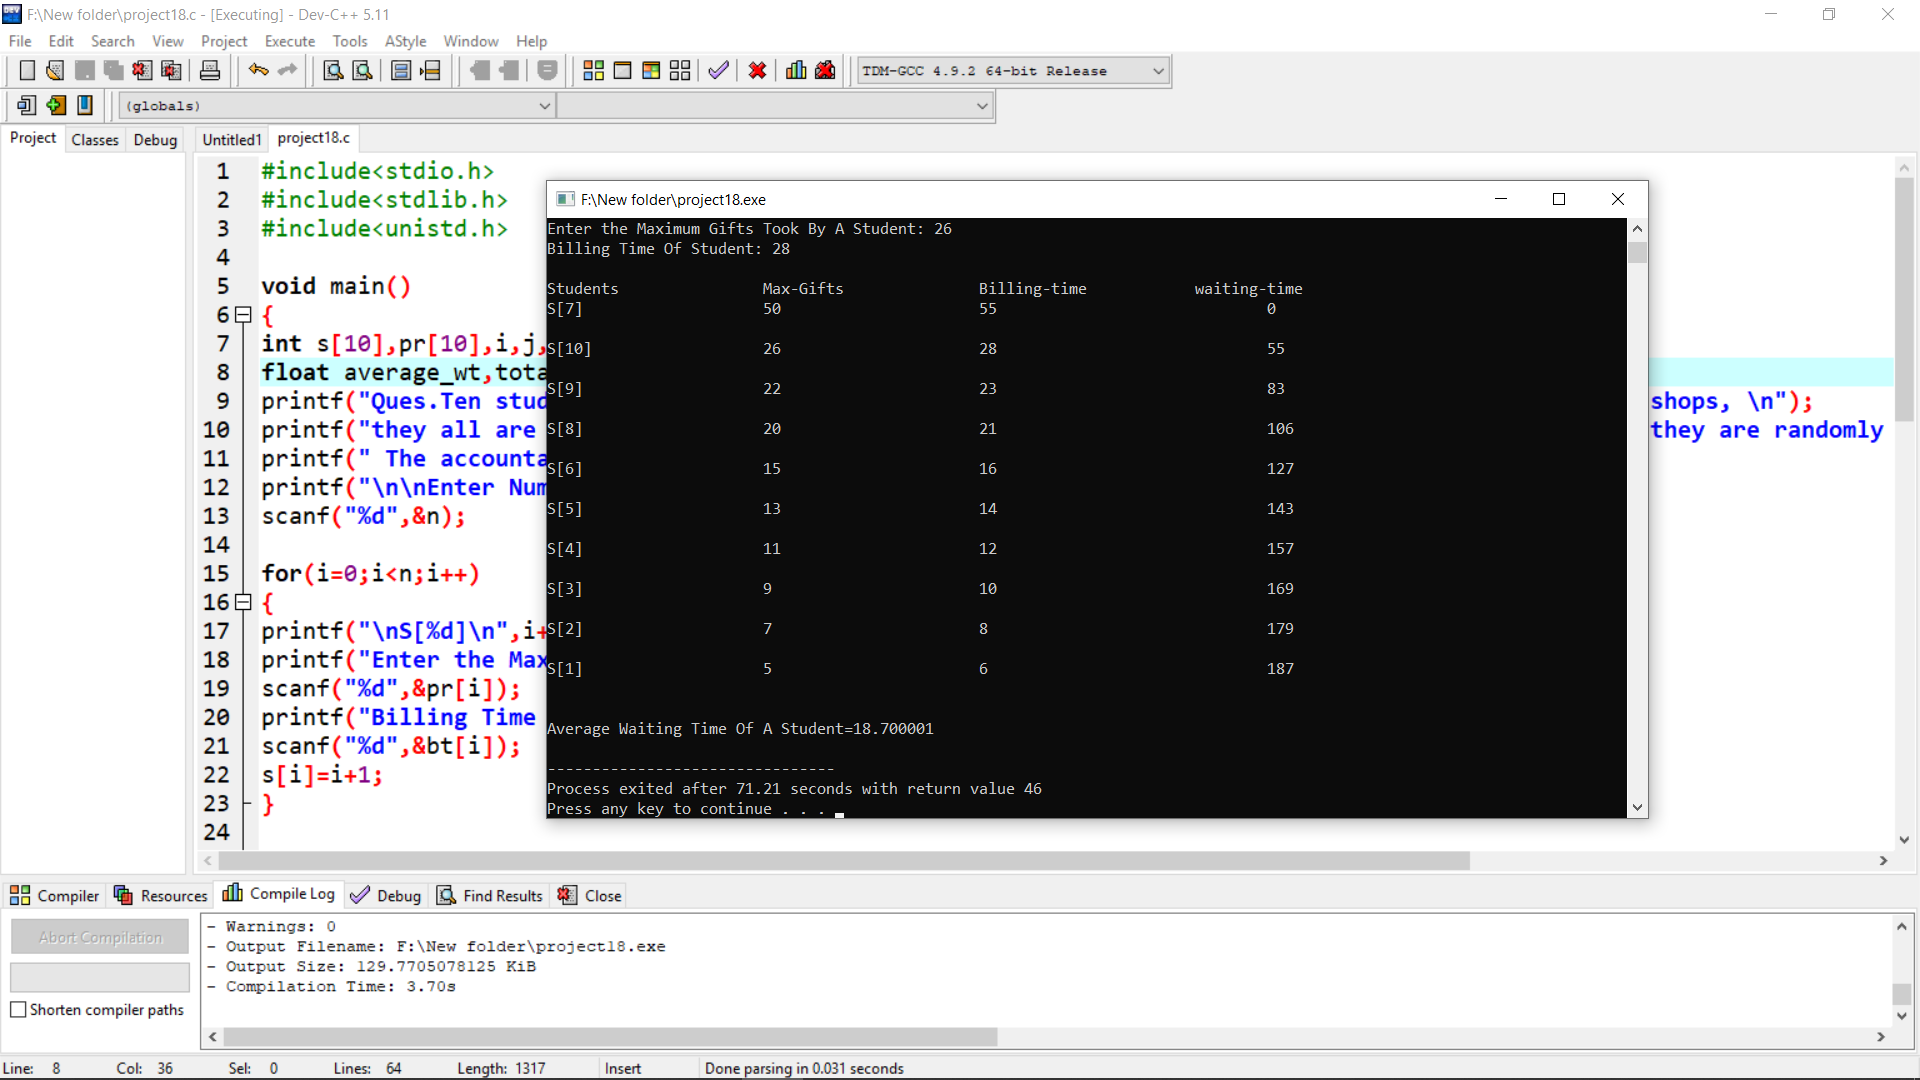 F:\New folder\project18.c - [Executing] - Dev-C++ 5.11
File Edit Search View Project Execute Tools AStyle Window Help
TDM-GCC 4.9.2 64-bit Release
(globals)
Project Classes Debug Untitled1 project18.c
1 #include<stdio.h>
2 #include<stdlib.h>
3 #include<unistd.h>
4
5 void main()
6 {
7 int s[10],pr[10],i,j,
8 float average_wt,tota
9 printf("Ques.Ten stud shops, \n");
10 printf("they all are they are randomly
11 printf(" The accounta
12 printf("\n\nEnter Num
13 scanf("%d",&n);
14
15 for(i=0;i<n;i++)
16 {
17 printf("\nS[%d]\n",i+
18 printf("Enter the Max
19 scanf("%d",&pr[i]);
20 printf("Billing Time
21 scanf("%d",&bt[i]);
22 s[i]=i+1;
23 }
24
F:\New folder\project18.exe
Enter the Maximum Gifts Took By A Student: 26
Billing Time Of Student: 28
Students Max-Gifts Billing-time waiting-time
S[7] 50 55 0
S[10] 26 28 55
S[9] 22 23 83
S[8] 20 21 106
S[6] 15 16 127
S[5] 13 14 143
S[4] 11 12 157
S[3] 9 10 169
S[2] 7 8 179
S[1] 5 6 187
Average Waiting Time Of A Student=18.700001
--------------------------------
Process exited after 71.21 seconds with return value 46
Press any key to continue . . .
Compiler Resources Compile Log Debug Find Results Close
Abort Compilation
Shorten compiler paths
- Warnings: 0
- Output Filename: F:\New folder\project18.exe
- Output Size: 129.7705078125 KiB
- Compilation Time: 3.70s
Line: 8 Col: 36 Sel: 0 Lines: 64 Length: 1317 Insert Done parsing in 0.031 seconds